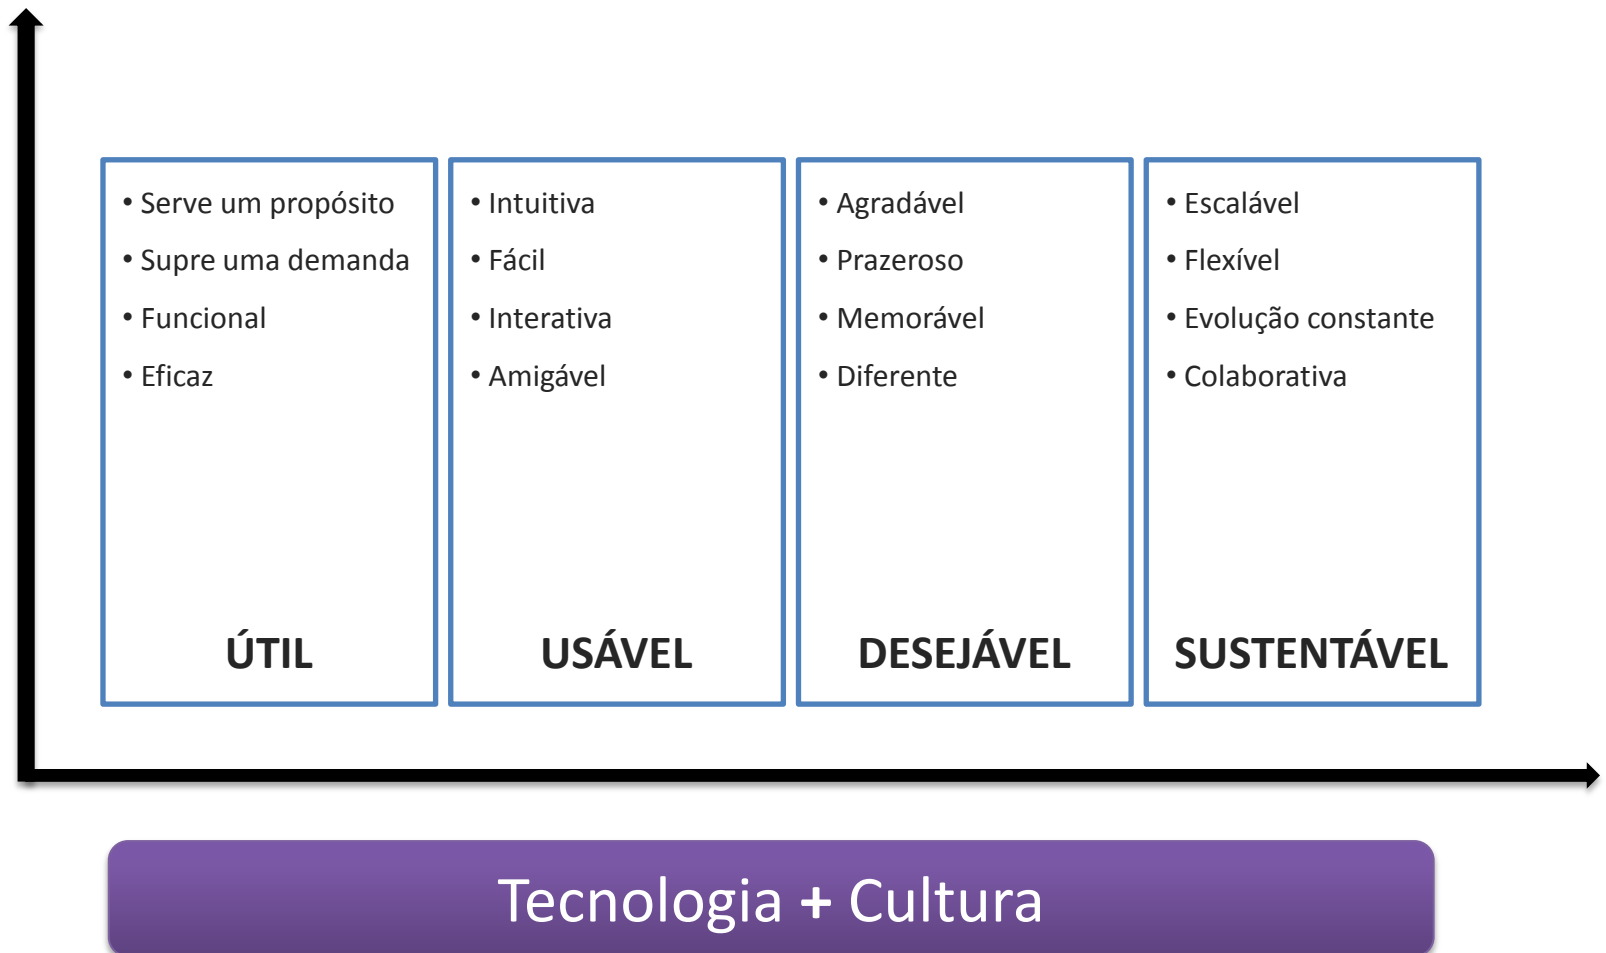 • Serve um propósito
• Supre uma demanda
• Funcional
• Eficaz
ÚTIL
• Intuitiva
• Fácil
• Interativa
• Amigável
USÁVEL
• Agradável
• Prazeroso
• Memorável
• Diferente
DESEJÁVEL
• Escalável
• Flexível
• Evolução constante
• Colaborativa
SUSTENTÁVEL
Tecnologia + Cultura